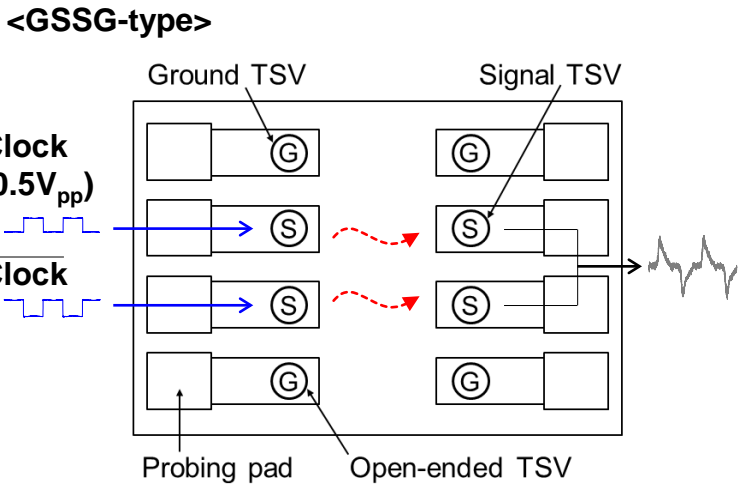 <GSSG-type>
Ground TSV
Signal TSV
Clock
0.5Vpp)
Clock
G
G
S
S
S
S
G
G
Probing pad
Open-ended TSV